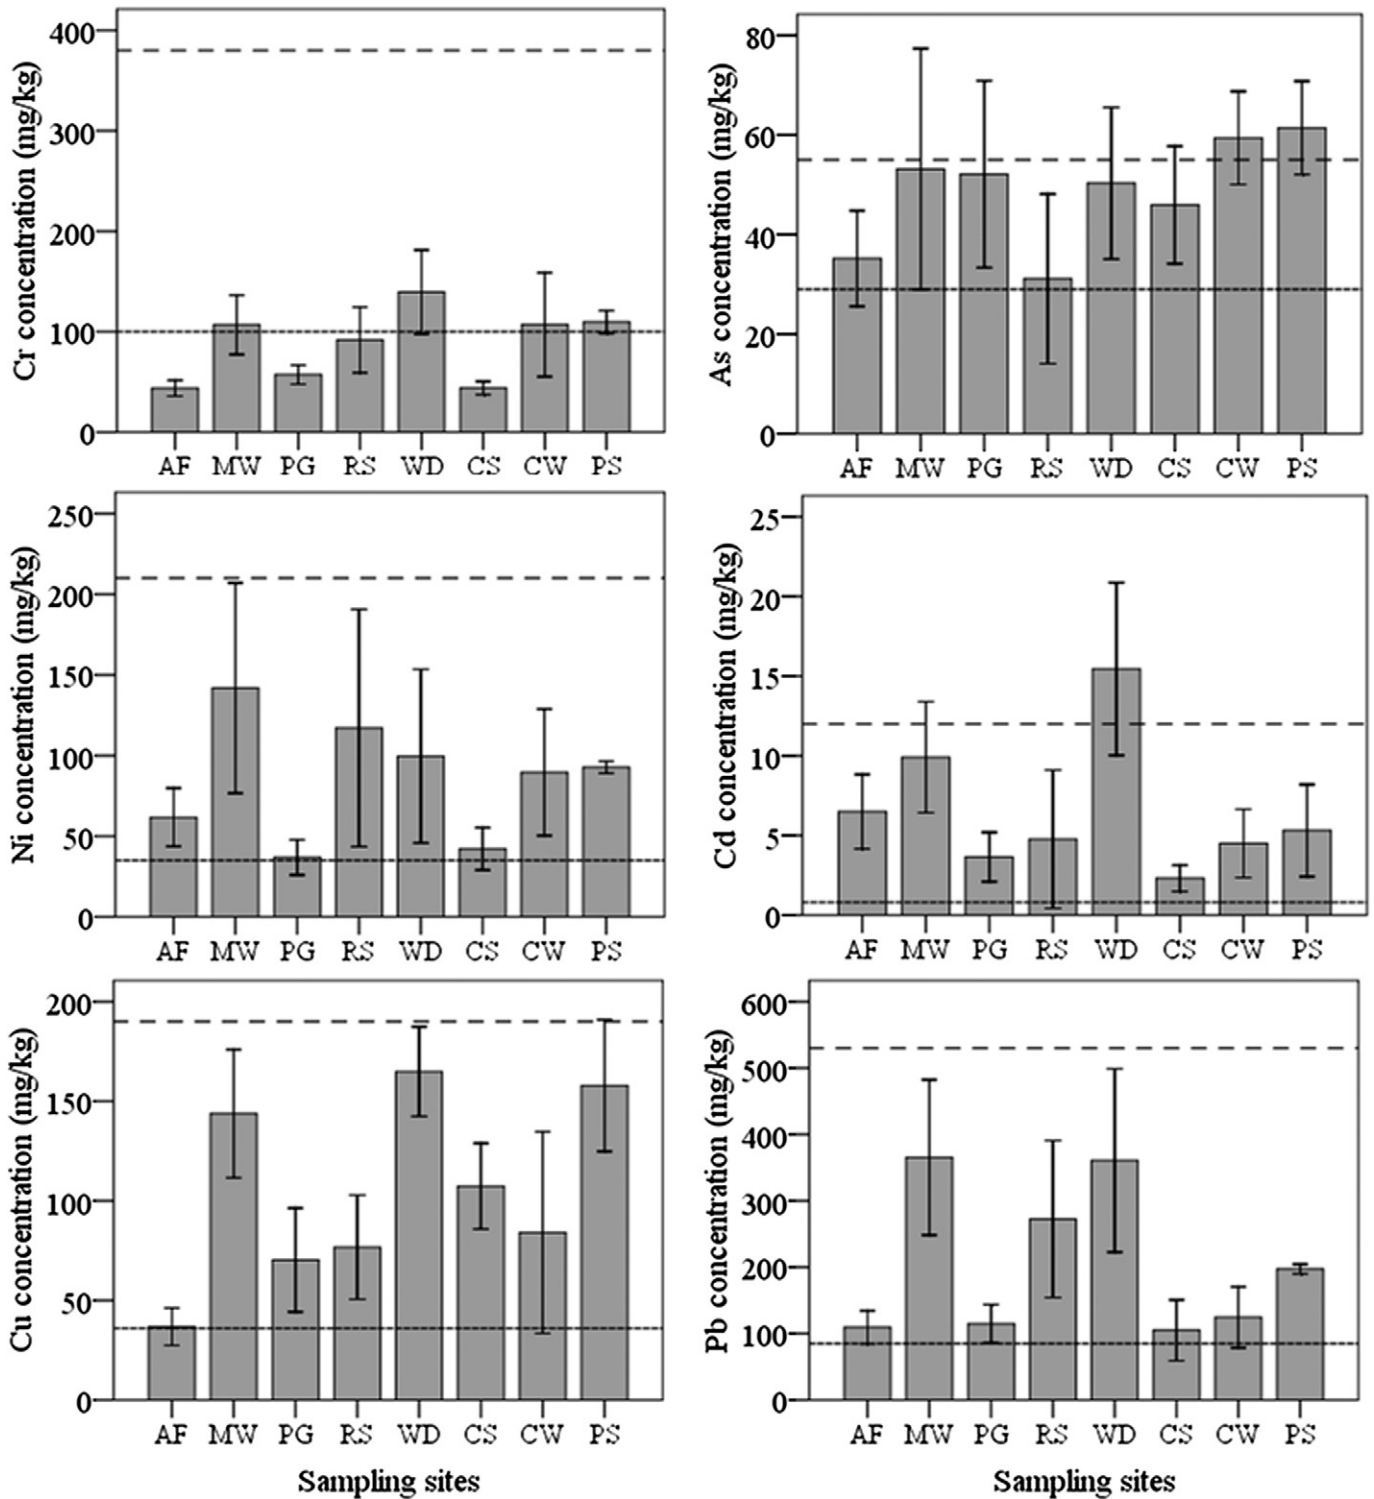 Cr concentration (mg/kg)
400
300
200
100
0
AF MW PG RS WD CS CW PS
As concentration (mg/kg)
80
60
40
20
0
AF MW PG RS WD CS CW PS
Ni concentration (mg/kg)
250
200
150
100
50
0
AF MW PG RS WD CS CW PS
Cd concentration (mg/kg)
25
20
15
10
5
0
AF MW PG RS WD CS CW PS
Cu concentration (mg/kg)
200
150
100
50
0
AF MW PG RS WD CS CW PS
Sampling sites
Pb concentration (mg/kg)
600
500
400
300
200
100
0
AF MW PG RS WD CS CW PS
Sampling sites